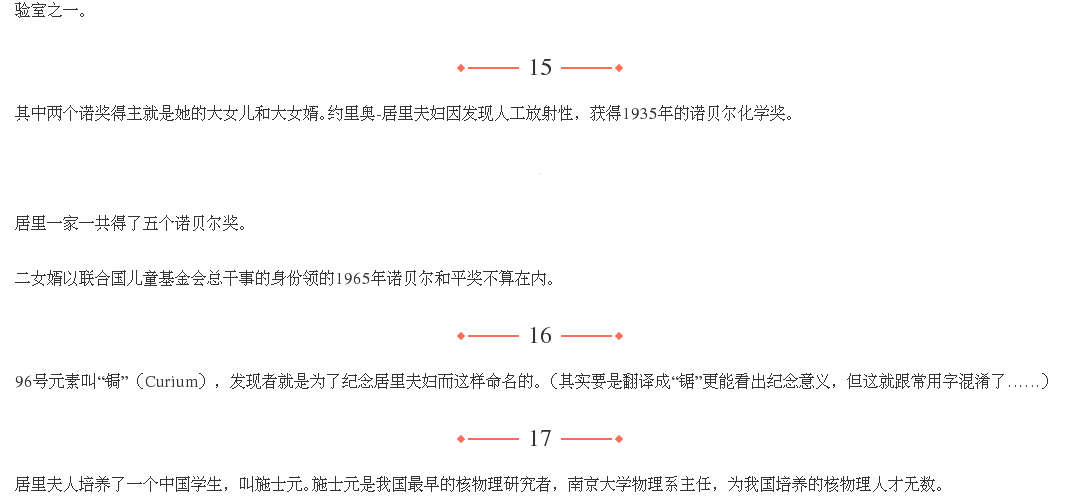 验室之一。
15
其中两个诺奖得主就是她的大女儿和大女婿。约里奥-居里夫妇因发现人工放射性，获得1935年的诺贝尔化学奖。
居里一家一共得了五个诺贝尔奖。
二女婿以联合国儿童基金会总干事的身份领的1965年诺贝尔和平奖不算在内。
16
96号元素叫“锔”（Curium），发现者就是为了纪念居里夫妇而这样命名的。（其实要是翻译成“锯”更能看出纪念意义，但这就跟常用字混淆了……）
17
居里夫人培养了一个中国学生，叫施士元。施士元是我国最早的核物理研究者，南京大学物理系主任，为我国培养的核物理人才无数。